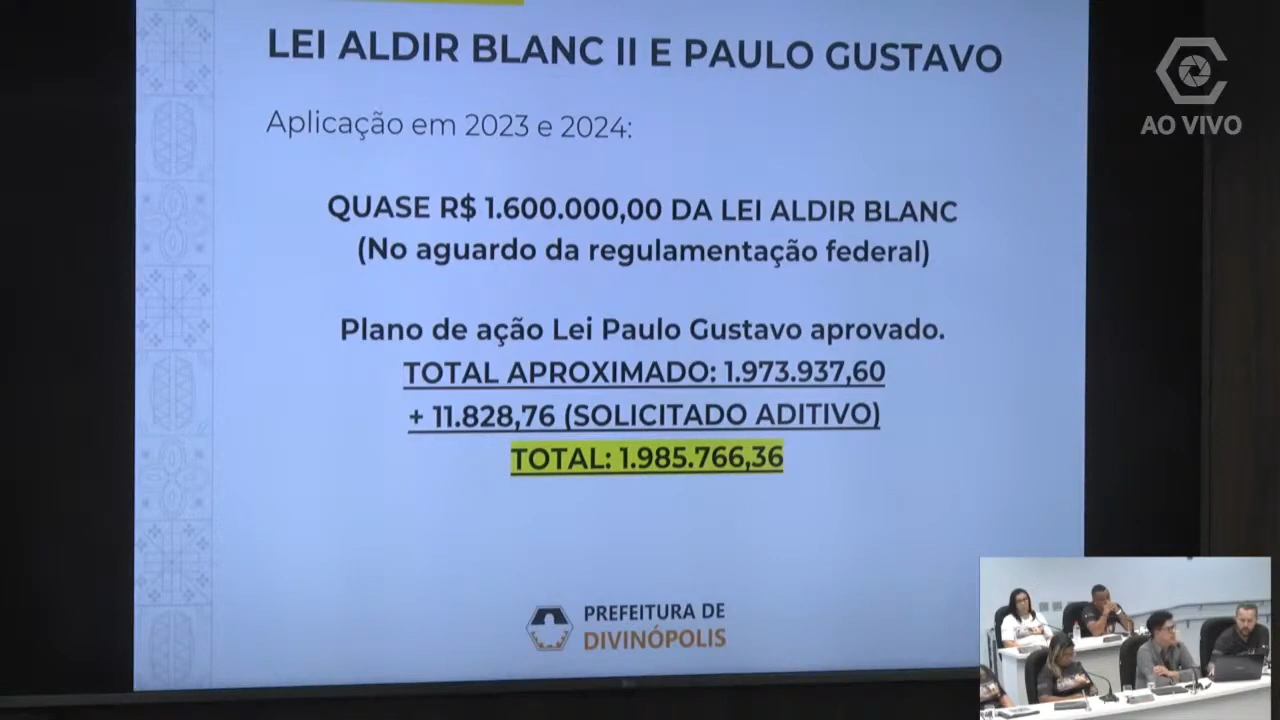 LEI ALDIR BLANC II E PAULO GUSTAVO
AO VIVO
Aplicação em 2023 e 2024:
QUASE R$ 1.600.000,00 DA LEI ALDIR BLANC
(No aguardo da regulamentação federal)
Plano de ação Lei Paulo Gustavo aprovado.
TOTAL APROXIMADO: 1.973.937,60
+ 11.828,76 (SOLICITADO ADITIVO)
TOTAL: 1.985.766,36
PREFEITURA DE
DIVINÓPOLIS